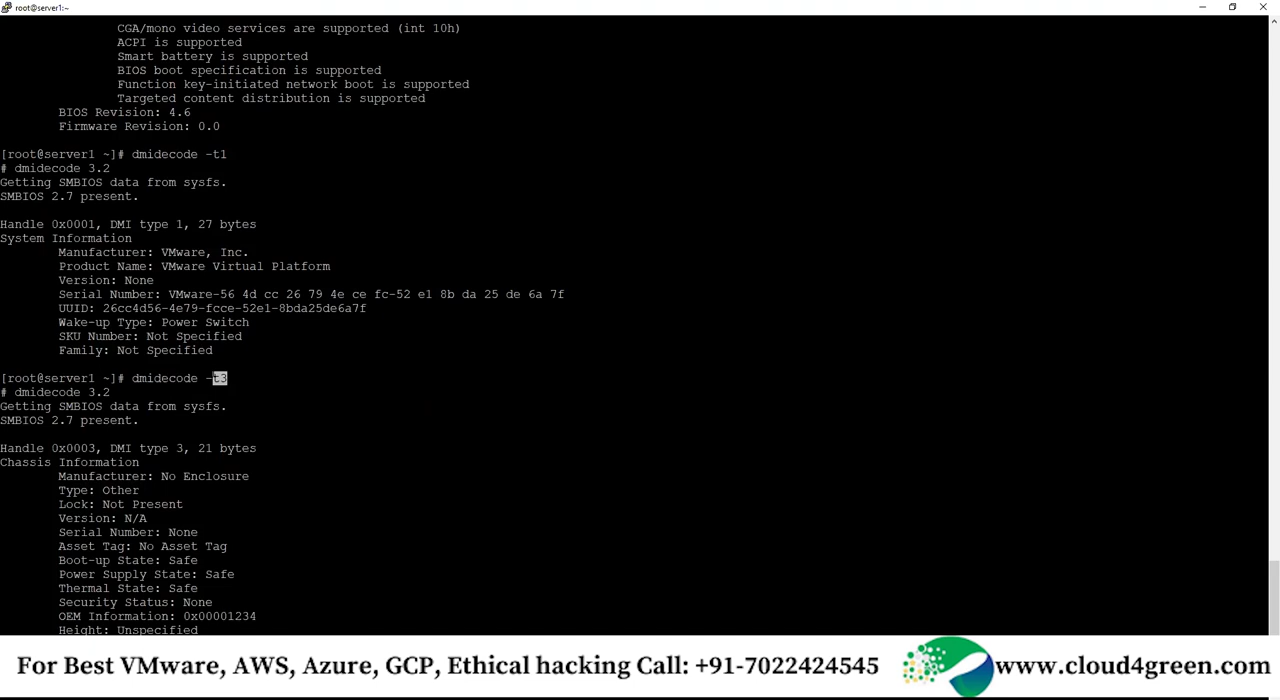 root@server1:~
CGA/mono video services are supported (int 10h)
ACPI is supported
Smart battery is supported
BIOS boot specification is supported
Function key-initiated network boot is supported
Targeted content distribution is supported
BIOS Revision: 4.6
Firmware Revision: 0.0
[root@server1 ~]# dmidecode -t1
# dmidecode 3.2
Getting SMBIOS data from sysfs.
SMBIOS 2.7 present.
Handle 0x0001, DMI type 1, 27 bytes
System Information
Manufacturer: VMware, Inc.
Product Name: VMware Virtual Platform
Version: None
Serial Number: VMware-56 4d cc 26 79 4e ce fc-52 e1 8b da 25 de 6a 7f
UUID: 26cc4d56-4e79-fcce-52e1-8bda25de6a7f
Wake-up Type: Power Switch
SKU Number: Not Specified
Family: Not Specified
[root@server1 ~]# dmidecode -t3
# dmidecode 3.2
Getting SMBIOS data from sysfs.
SMBIOS 2.7 present.
Handle 0x0003, DMI type 3, 21 bytes
Chassis Information
Manufacturer: No Enclosure
Type: Other
Lock: Not Present
Version: N/A
Serial Number: None
Asset Tag: No Asset Tag
Boot-up State: Safe
Power Supply State: Safe
Thermal State: Safe
Security Status: None
OEM Information: 0x00001234
Height: Unspecified
For Best VMware, AWS, Azure, GCP, Ethical hacking Call: +91-7022424545 www.cloud4green.com